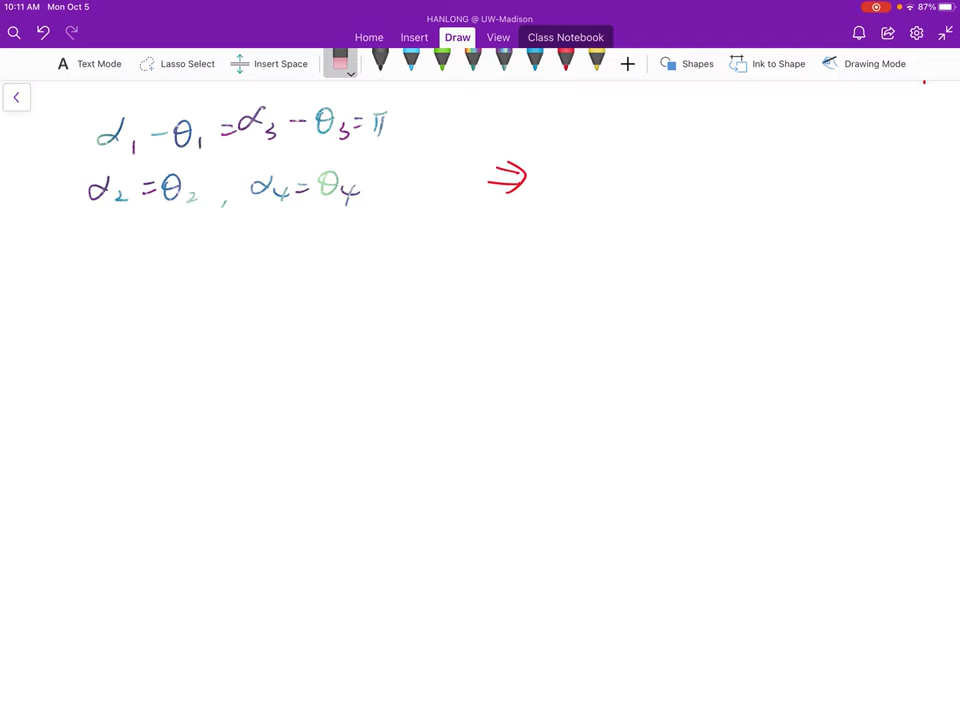 10:11 AM Mon Oct 5
87%
HANLONG @ UW-Madison
Home Insert Draw View Class Notebook
A Text Mode Lasso Select Insert Space + Shapes Ink to Shape Drawing Mode
α₁ − θ₁ = α₃ − θ₃ = π
α₂ = θ₂ , α₄ = θ₄ ⇒